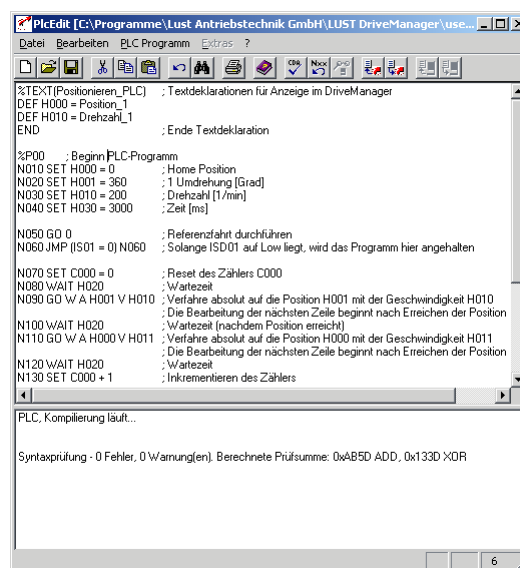 PlcEdit [C:\Programme\Lust Antriebstechnik GmbH\LUST DriveManager\use...
Datei Bearbeiten PLC Programm Extras ?
%TEXT(Positionieren_PLC) ; Textdeklarationen für Anzeige im DriveManager
DEF H000 = Position_1
DEF H010 = Drehzahl_1
END ; Ende Textdeklaration
%P00 ; Beginn PLC-Programm
N010 SET H000 = 0 ; Home Position
N020 SET H001 = 360 ; 1 Umdrehung [Grad]
N030 SET H010 = 200 ; Drehzahl [1/min]
N040 SET H030 = 3000 ; Zeit [ms]
N050 GO 0 ; Referenzfahrt durchführen
N060 JMP (IS01 = 0) N060 ; Solange ISD01 auf Low liegt, wird das Programm hier angehalten
N070 SET C000 = 0 ; Reset des Zählers C000
N080 WAIT H020 ; Wartezeit
N090 GO W A H001 V H010 ; Verfahre absolut auf die Position H001 mit der Geschwindigkeit H010
; Die Bearbeitung der nächsten Zeile beginnt nach Erreichen der Position
N100 WAIT H020 ; Wartezeit (nachdem Position erreicht)
N110 GO W A H000 V H011 ; Verfahre absolut auf die Position H000 mit der Geschwindigkeit H011
; Die Bearbeitung der nächsten Zeile beginnt nach Erreichen der Position
N120 WAIT H020 ; Wartezeit
N130 SET C000 + 1 ; Inkrementieren des Zählers
PLC, Kompilierung läuft...
Syntaxprüfung - 0 Fehler, 0 Warnung(en). Berechnete Prüfsumme: 0xAB5D ADD, 0x133D XOR
6